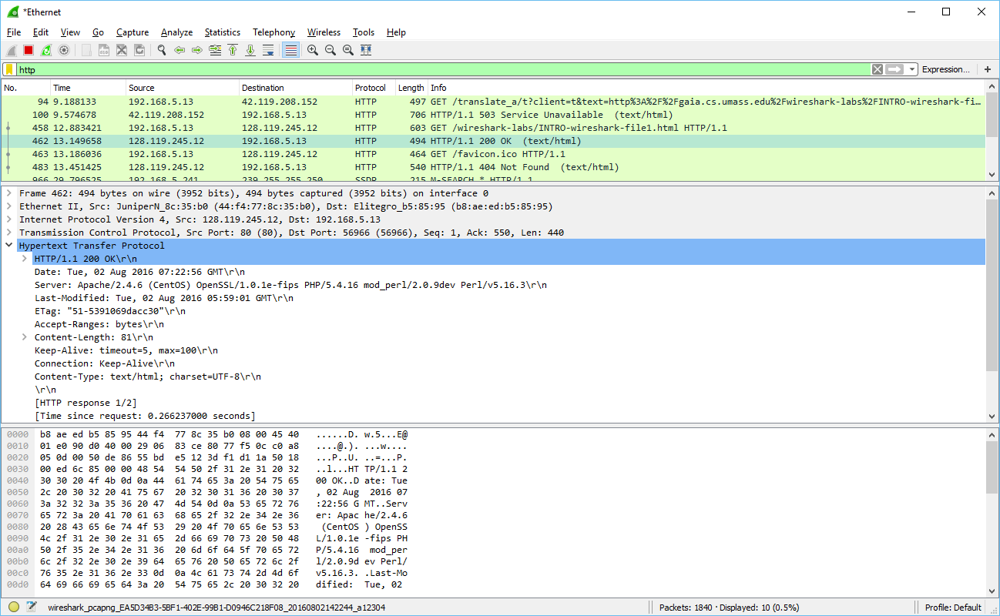 *Ethernet
File Edit View Go Capture Analyze Statistics Telephony Wireless Tools Help
http Expression... +
No. Time Source Destination Protocol Length Info
94 9.188133 192.168.5.13 42.119.208.152 HTTP 497 GET /translate_a/t?client=t&text=http%3A%2F%2Fgaia.cs.umass.edu%2Fwireshark-labs%2FINTRO-wireshark-fi…
100 9.574678 42.119.208.152 192.168.5.13 HTTP 706 HTTP/1.1 503 Service Unavailable (text/html)
458 12.883421 192.168.5.13 128.119.245.12 HTTP 603 GET /wireshark-labs/INTRO-wireshark-file1.html HTTP/1.1
462 13.149658 128.119.245.12 192.168.5.13 HTTP 494 HTTP/1.1 200 OK (text/html)
463 13.186036 192.168.5.13 128.119.245.12 HTTP 464 GET /favicon.ico HTTP/1.1
483 13.451425 128.119.245.12 192.168.5.13 HTTP 540 HTTP/1.1 404 Not Found (text/html)
966 29.796525 192.168.5.241 239.255.255.250 SSDP 215 M-SEARCH * HTTP/1.1
Frame 462: 494 bytes on wire (3952 bits), 494 bytes captured (3952 bits) on interface 0
Ethernet II, Src: JuniperN_8c:35:b0 (44:f4:77:8c:35:b0), Dst: Elitegro_b5:85:95 (b8:ae:ed:b5:85:95)
Internet Protocol Version 4, Src: 128.119.245.12, Dst: 192.168.5.13
Transmission Control Protocol, Src Port: 80 (80), Dst Port: 56966 (56966), Seq: 1, Ack: 550, Len: 440
Hypertext Transfer Protocol
HTTP/1.1 200 OK\r\n
Date: Tue, 02 Aug 2016 07:22:56 GMT\r\n
Server: Apache/2.4.6 (CentOS) OpenSSL/1.0.1e-fips PHP/5.4.16 mod_perl/2.0.9dev Perl/v5.16.3\r\n
Last-Modified: Tue, 02 Aug 2016 05:59:01 GMT\r\n
ETag: "51-5391069dacc30"\r\n
Accept-Ranges: bytes\r\n
Content-Length: 81\r\n
Keep-Alive: timeout=5, max=100\r\n
Connection: Keep-Alive\r\n
Content-Type: text/html; charset=UTF-8\r\n
\r\n
[HTTP response 1/2]
[Time since request: 0.266237000 seconds]
0000 b8 ae ed b5 85 95 44 f4 77 8c 35 b0 08 00 45 40 ......D. w.5...E@
0010 01 e0 90 d0 40 00 29 06 83 ce 80 77 f5 0c c0 a8 ....@.). ...w....
0020 05 0d 00 50 de 86 55 bd e5 12 3d f1 d1 1a 50 18 ...P..U. ..=...P.
0030 00 ed 6c 85 00 00 48 54 54 50 2f 31 2e 31 20 32 ..l...HT TP/1.1 2
0040 30 30 20 4f 4b 0d 0a 44 61 74 65 3a 20 54 75 65 00 OK..D ate: Tue
0050 2c 20 30 32 20 41 75 67 20 32 30 31 36 20 30 37 , 02 Aug 2016 07
0060 3a 32 32 3a 35 36 20 47 4d 54 0d 0a 53 65 72 76 :22:56 G MT..Serv
0070 65 72 3a 20 41 70 61 63 68 65 2f 32 2e 34 2e 36 er: Apac he/2.4.6
0080 20 28 43 65 6e 74 4f 53 29 20 4f 70 65 6e 53 53 (CentOS ) OpenSS
0090 4c 2f 31 2e 30 2e 31 65 2d 66 69 70 73 20 50 48 L/1.0.1e -fips PH
00a0 50 2f 35 2e 34 2e 31 36 20 6d 6f 64 5f 70 65 72 P/5.4.16 mod_per
00b0 6c 2f 32 2e 30 2e 39 64 65 76 20 50 65 72 6c 2f l/2.0.9d ev Perl/
00c0 76 35 2e 31 36 2e 33 0d 0a 4c 61 73 74 2d 4d 6f v5.16.3. .Last-Mo
00d0 64 69 66 69 65 64 3a 20 54 75 65 2c 20 30 32 20 dified: Tue, 02
wireshark_pcapng_EA5D34B3-5BF1-402E-99B1-D0946C218F08_20160802142244_a12304 Packets: 1840 · Displayed: 10 (0.5%) Profile: Default